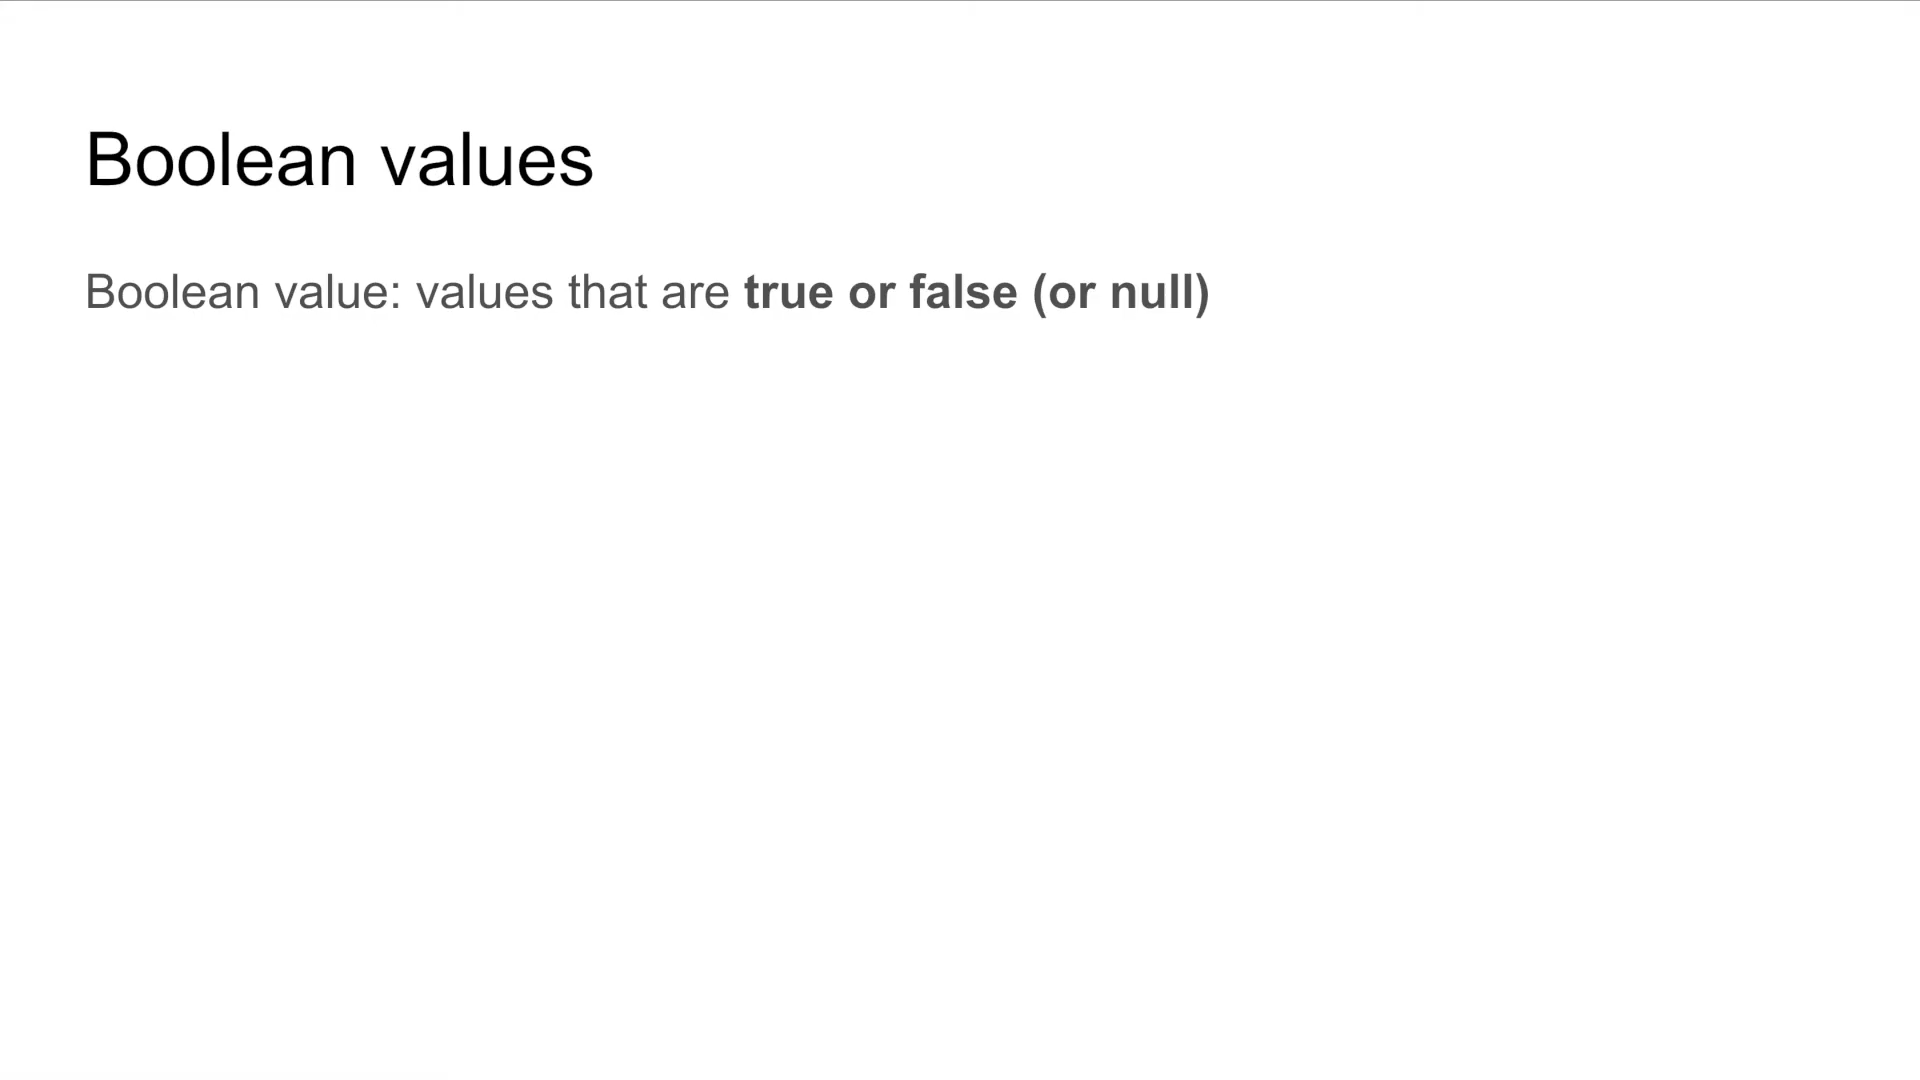 Boolean values
Boolean value: values that are true or false (or null)